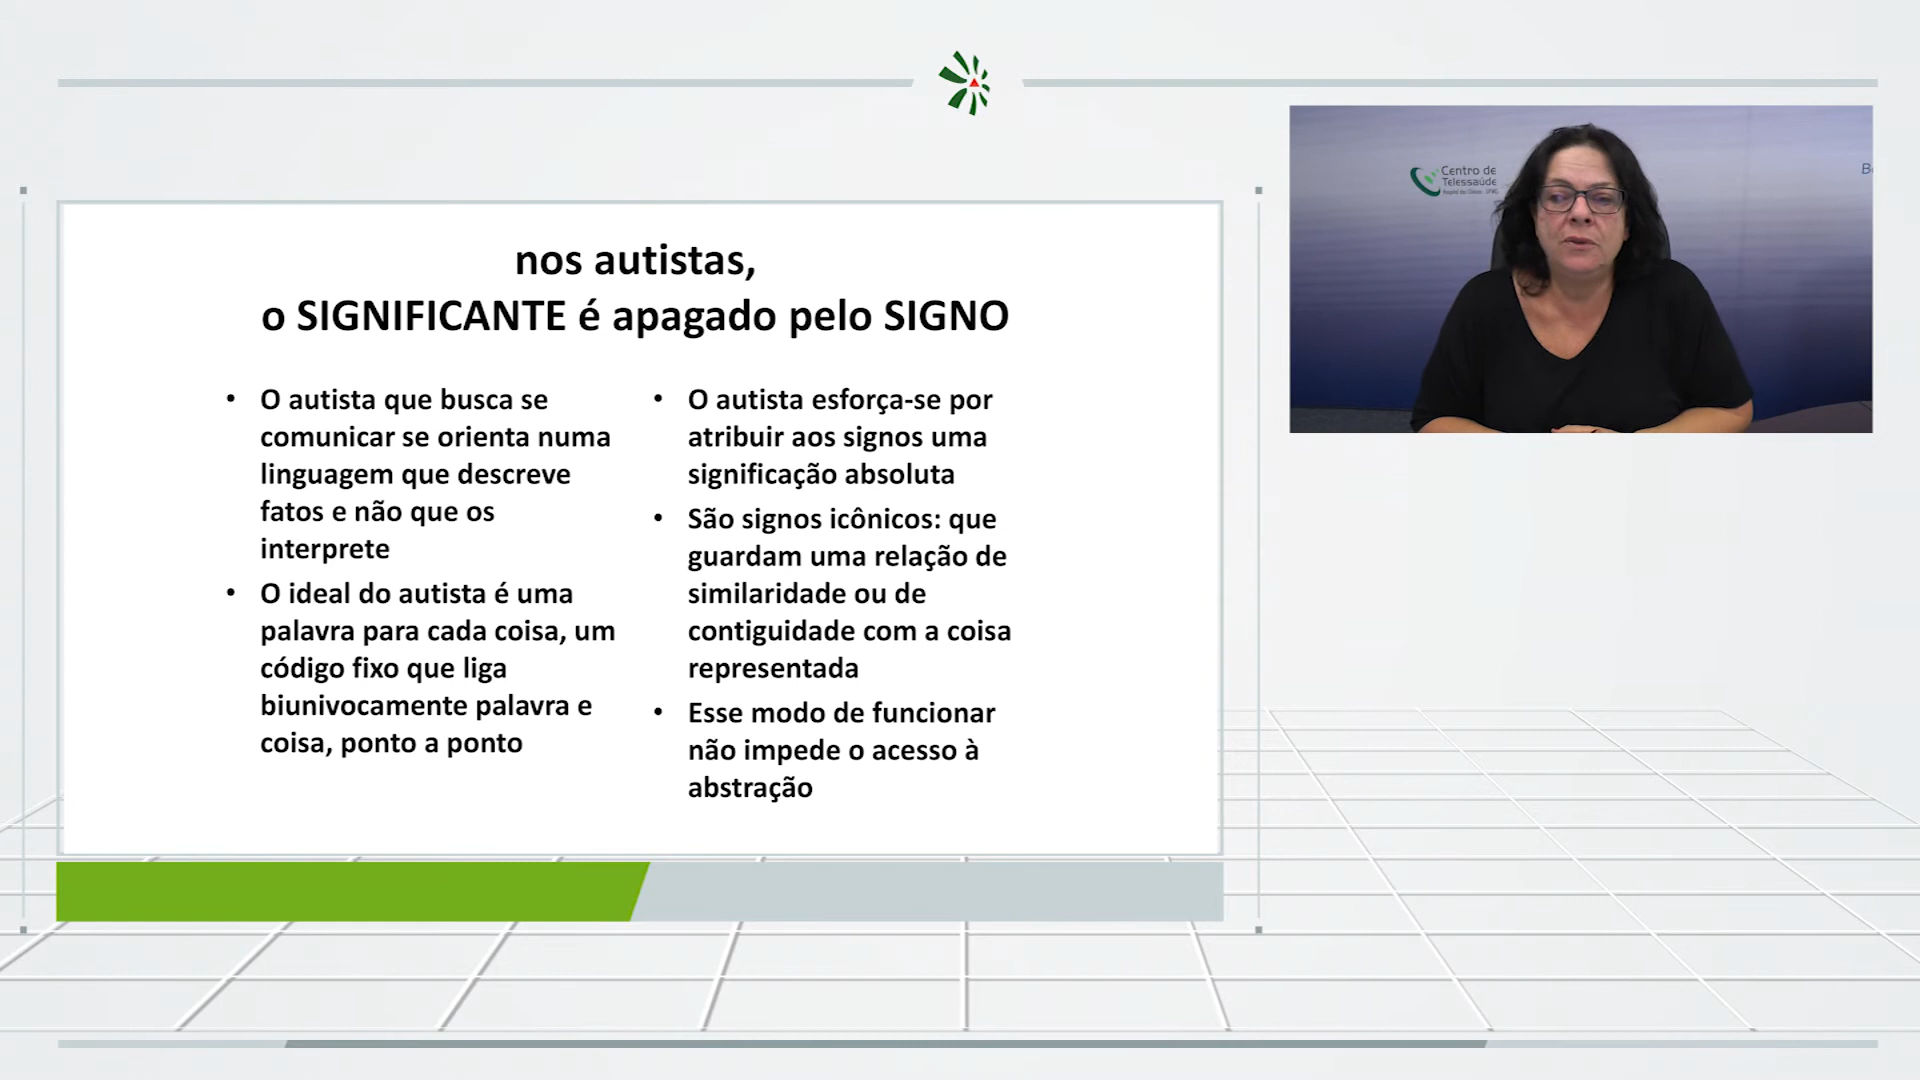 nos autistas,
o SIGNIFICANTE é apagado pelo SIGNO
• O autista que busca se
comunicar se orienta numa
linguagem que descreve
fatos e não que os
interprete
• O ideal do autista é uma
palavra para cada coisa, um
código fixo que liga
biunivocamente palavra e
coisa, ponto a ponto
• O autista esforça-se por
atribuir aos signos uma
significação absoluta
• São signos icônicos: que
guardam uma relação de
similaridade ou de
contiguidade com a coisa
representada
• Esse modo de funcionar
não impede o acesso à
abstração
Centro de
Telessaúde
Hospital das Clínicas - UFMG